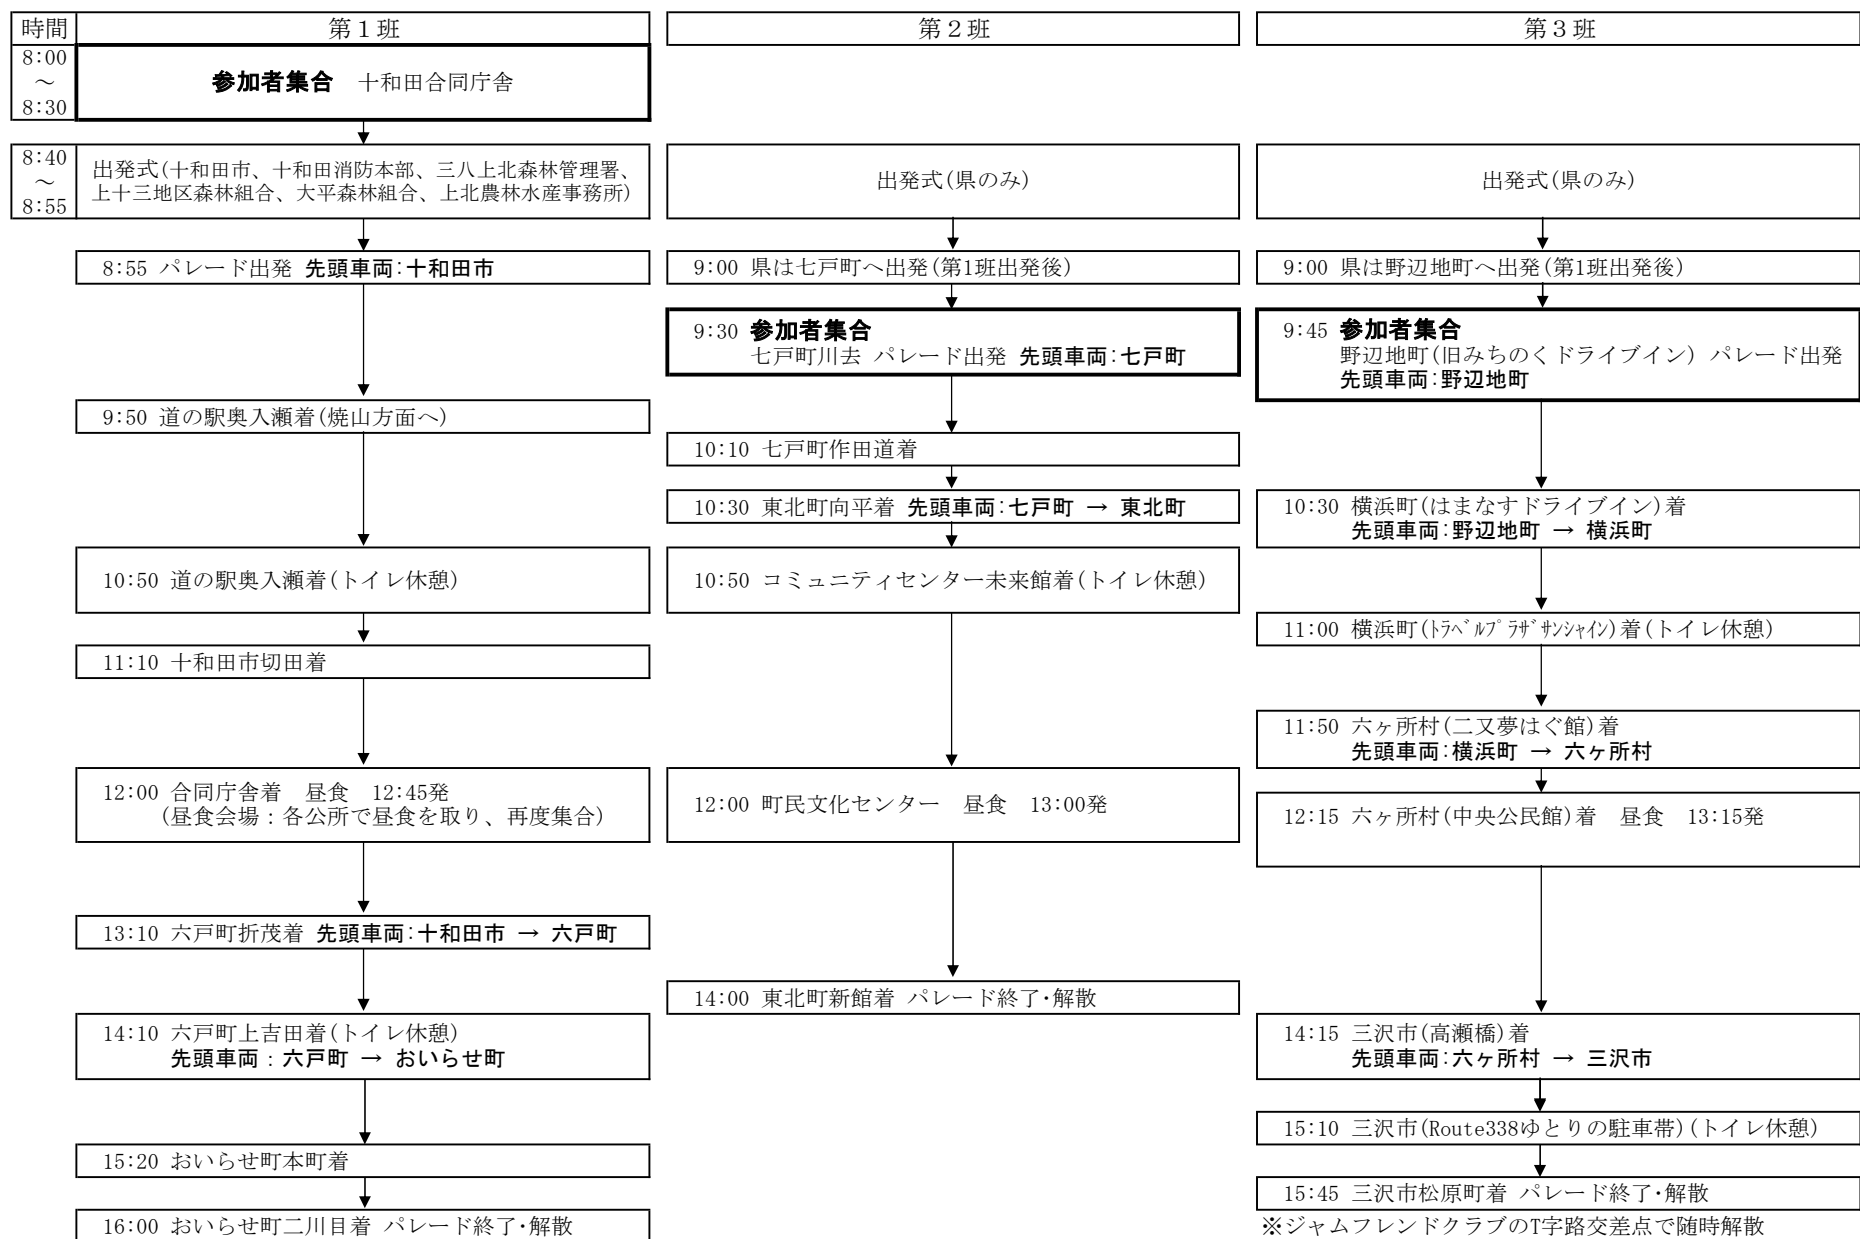 時間
第１班
8:00
～
8:30
参加者集合　十和田合同庁舎
8:40
～
8:55
出発式(十和田市、十和田消防本部、三八上北森林管理署、
上十三地区森林組合、大平森林組合、上北農林水産事務所)
8:55 パレード出発 先頭車両:十和田市
9:50 道の駅奥入瀬着(焼山方面へ)
10:50 道の駅奥入瀬着(トイレ休憩)
11:10 十和田市切田着
12:00 合同庁舎着　昼食　12:45発
(昼食会場：各公所で昼食を取り、再度集合)
13:10 六戸町折茂着 先頭車両:十和田市 → 六戸町
14:10 六戸町上吉田着(トイレ休憩)
先頭車両：六戸町 → おいらせ町
15:20 おいらせ町本町着
16:00 おいらせ町二川目着 パレード終了･解散
第２班
出発式(県のみ)
9:00 県は七戸町へ出発(第1班出発後)
9:30 参加者集合
七戸町川去 パレード出発 先頭車両:七戸町
10:10 七戸町作田道着
10:30 東北町向平着 先頭車両:七戸町 → 東北町
10:50 コミュニティセンター未来館着(トイレ休憩)
12:00 町民文化センター　昼食　13:00発
14:00 東北町新館着 パレード終了･解散
第３班
出発式(県のみ)
9:00 県は野辺地町へ出発(第1班出発後)
9:45 参加者集合
野辺地町(旧みちのくドライブイン) パレード出発
先頭車両:野辺地町
10:30 横浜町(はまなすドライブイン)着
先頭車両:野辺地町 → 横浜町
11:00 横浜町(ﾄﾗﾍﾞﾙﾌﾟﾗｻﾞｻﾝｼｬｲﾝ)着(トイレ休憩)
11:50 六ヶ所村(二又夢はぐ館)着
先頭車両:横浜町 → 六ヶ所村
12:15 六ヶ所村(中央公民館)着　昼食　13:15発
14:15 三沢市(高瀬橋)着
先頭車両:六ヶ所村 → 三沢市
15:10 三沢市(Route338ゆとりの駐車帯)(トイレ休憩)
15:45 三沢市松原町着 パレード終了･解散
※ジャムフレンドクラブのT字路交差点で随時解散